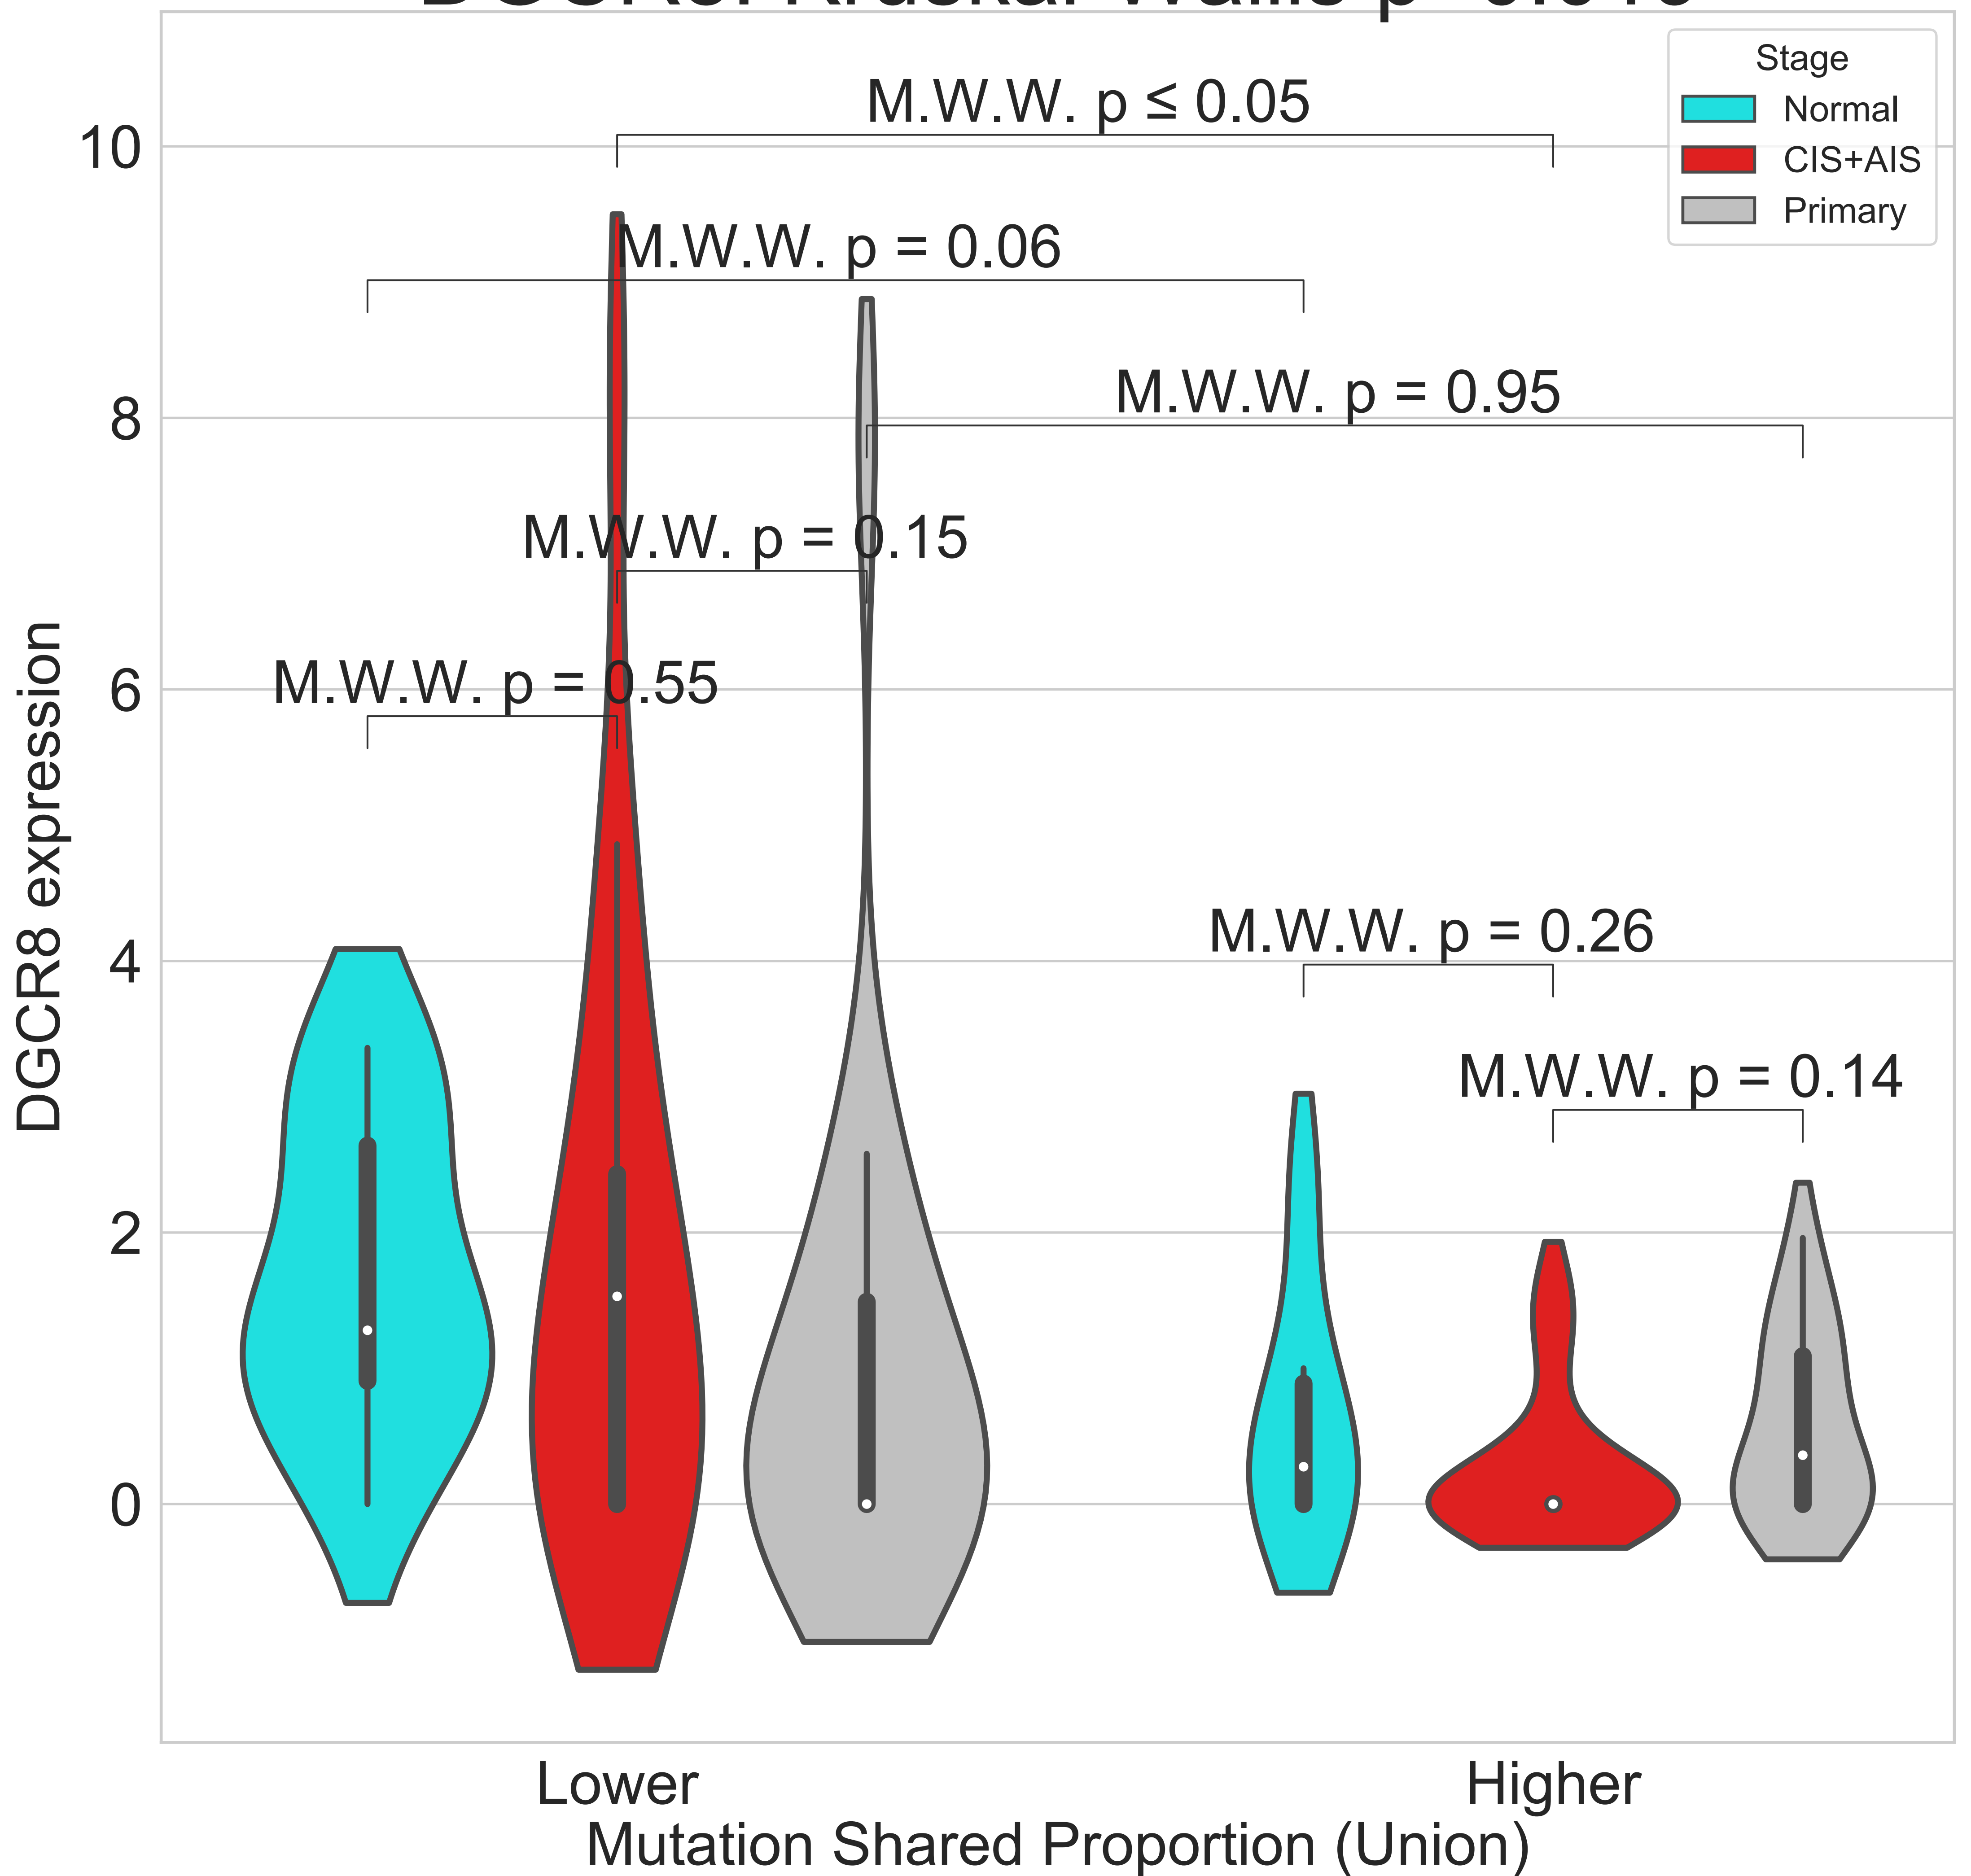 Stage
Normal
CIS+AIS
Primary
M.W.W. p ≤ 0.05
M.W.W. p = 0.06
M.W.W. p = 0.95
M.W.W. p = 0.15
M.W.W. p = 0.55
M.W.W. p = 0.26
M.W.W. p = 0.14
10
8
6
4
2
0
DGCR8 expression
Lower
Higher
Mutation Shared Proportion (Union)